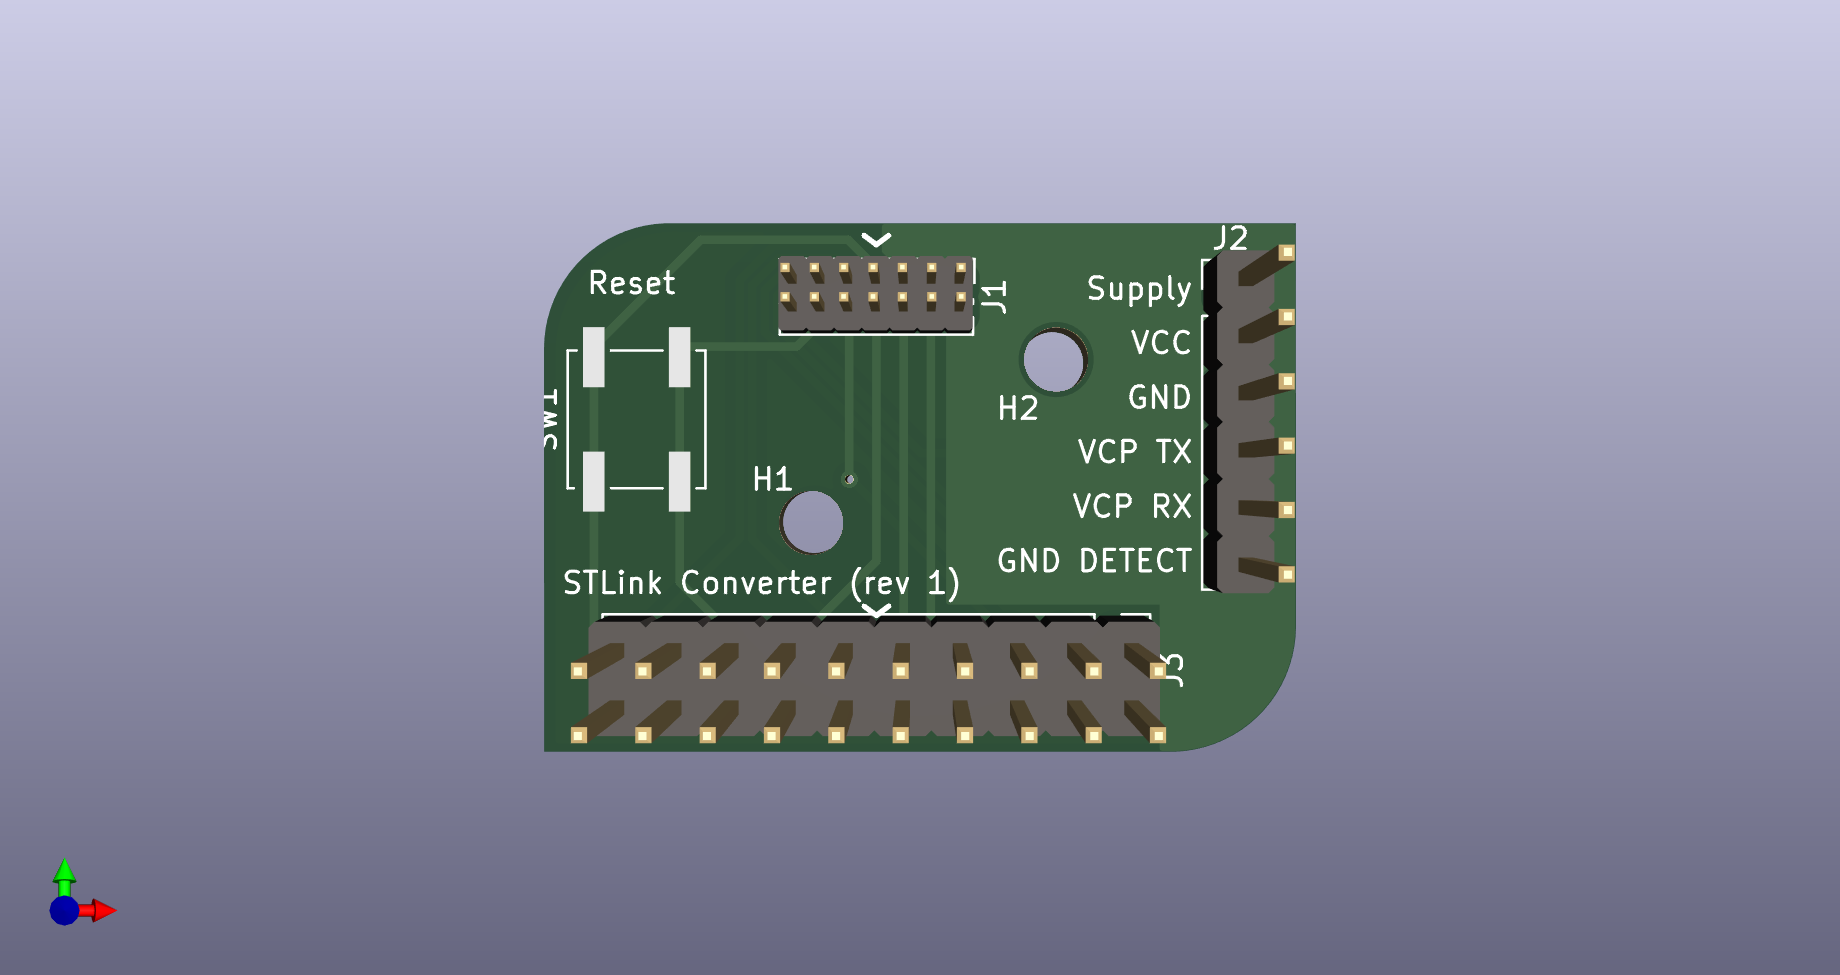 J2
Reset
Supply
J1
VCC
SW1
GND
H2
VCP TX
H1
VCP RX
GND DETECT
STLink Converter (rev 1)
J3